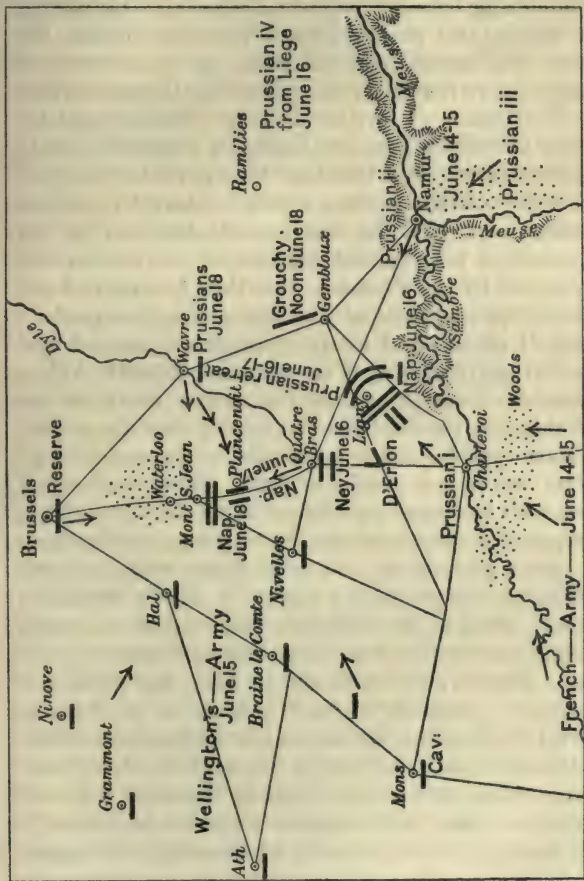 Brussels
Reserve
Ninove
Grammont
Hal
Waterloo
Mont S. Jean
Nap.
June 18
Plancenoit
Wavre
Prussians
June 18
Dyle
Ramilies
Prussian iv
from Liege
June 16
Wellington's—Army
June 15
Ath
Braine le Comte
Nivelles
Nap.
June 17
Quatre
Bras
Ney June 16
Prussian retreat
June 16-17
Grouchy
Noon June 18
Gembloux
Ligny
Nap. June 16
D'Erlon
Mons
Cav.
Prussian i
Charleroi
Sambre
Prussian ii
Namur
June 14-15
Meuse
Meuse
Prussian iii
Woods
French—Army—June 14-15